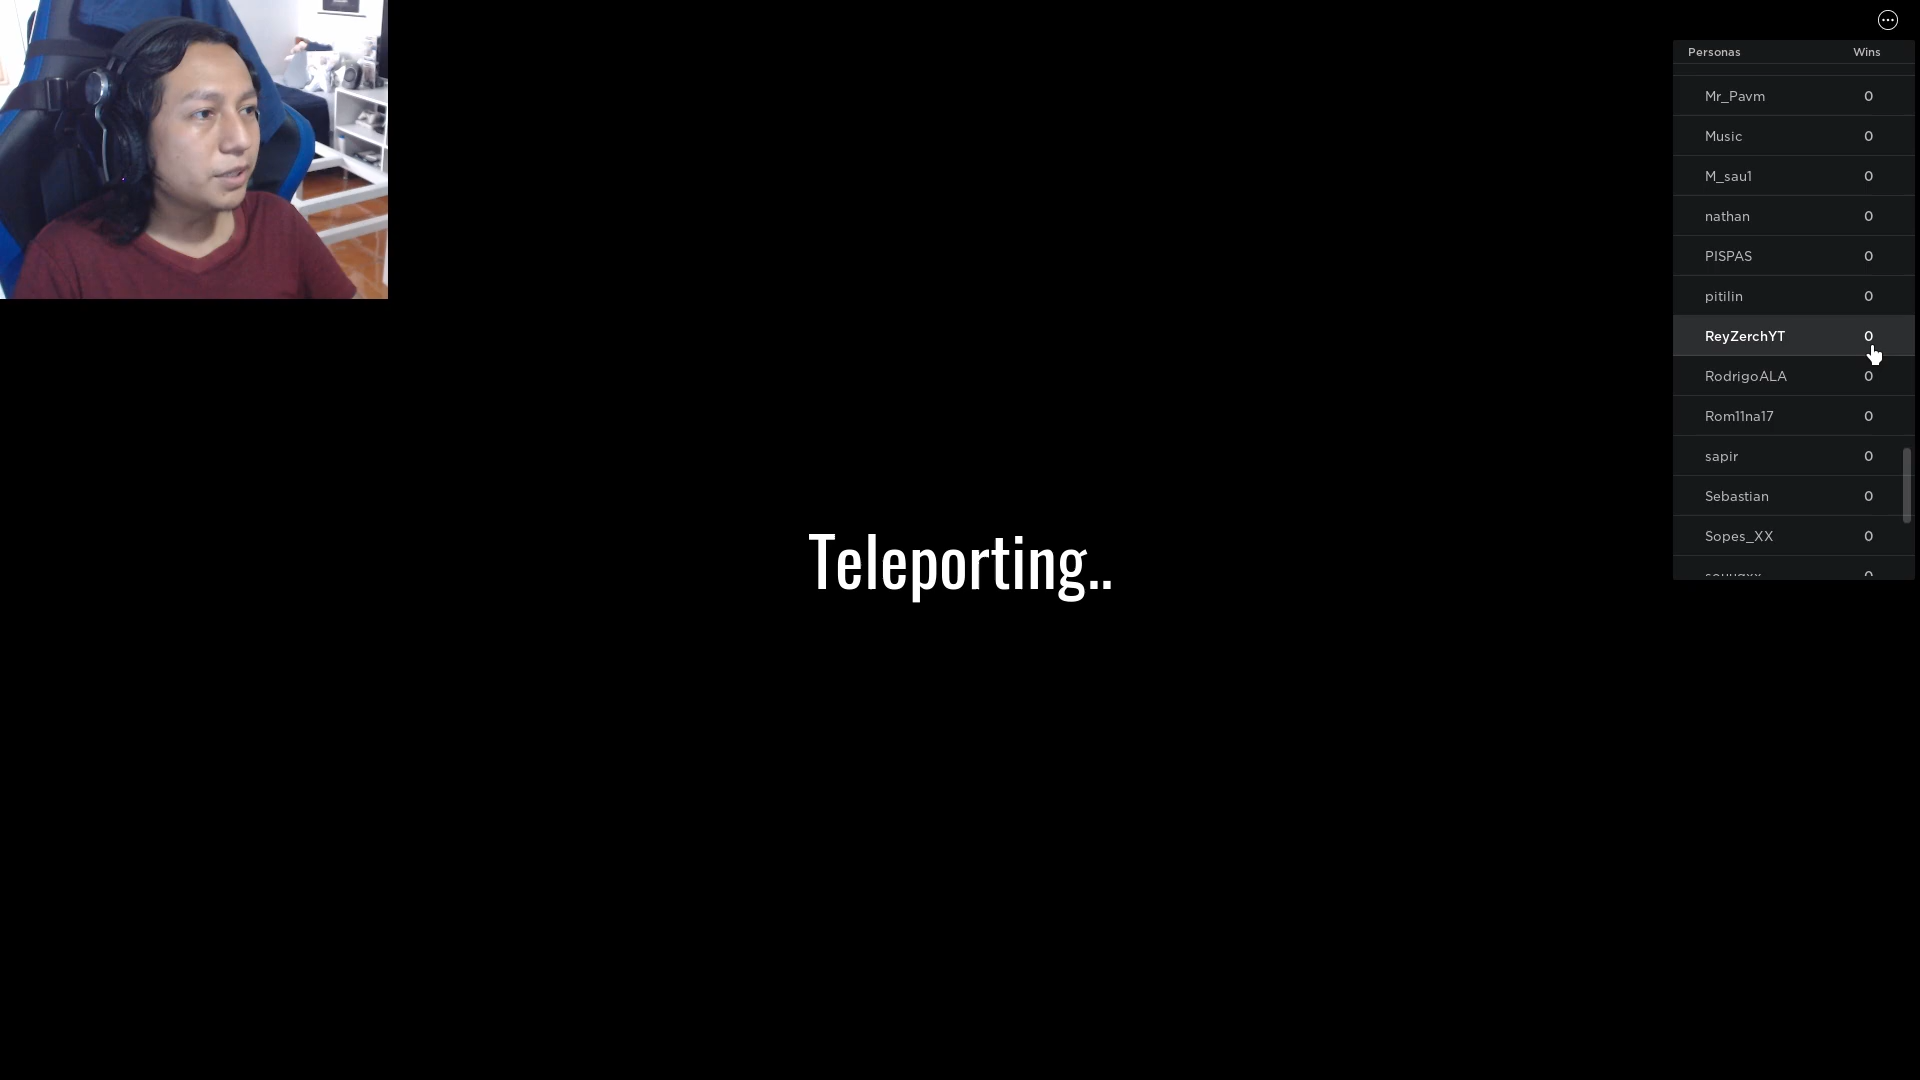 Personas Wins
Mr_Pavm 0
Music 0
M_sau1 0
nathan 0
PISPAS 0
pitilin 0
ReyZerchYT 0
RodrigoALA 0
Rom11na17 0
sapir 0
Sebastian 0
Sopes_XX 0
Teleporting..